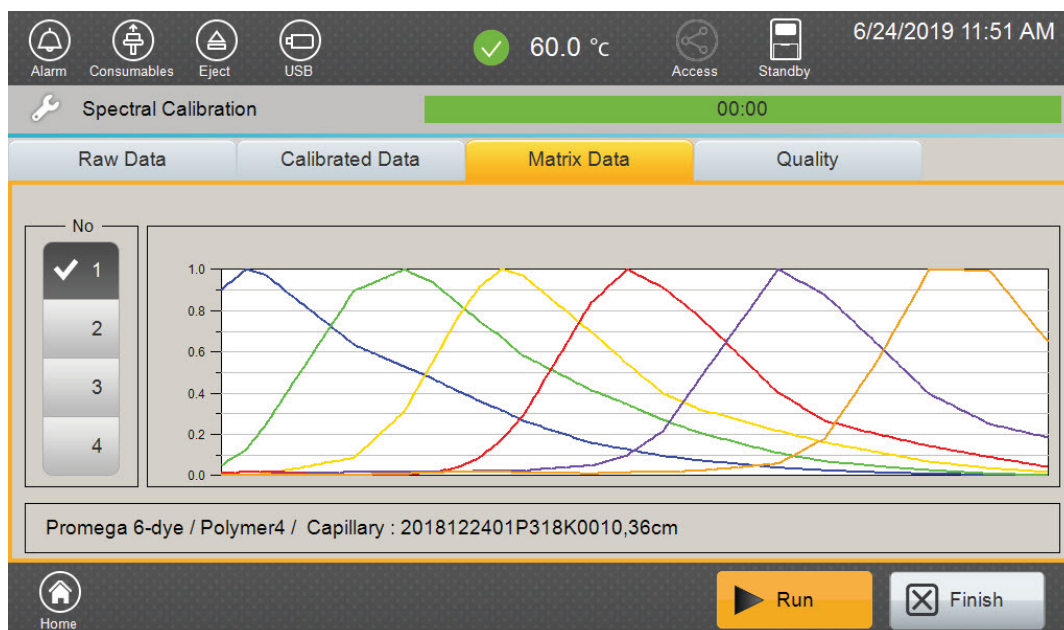 Alarm Consumables Eject USB 60.0 °C Access Standby 6/24/2019 11:51 AM
Spectral Calibration 00:00
Raw Data Calibrated Data Matrix Data Quality
No
1
2
3
4
1.0
0.8
0.6
0.4
0.2
0.0
Promega 6-dye / Polymer4 / Capillary : 2018122401P318K0010,36cm
Home Run Finish